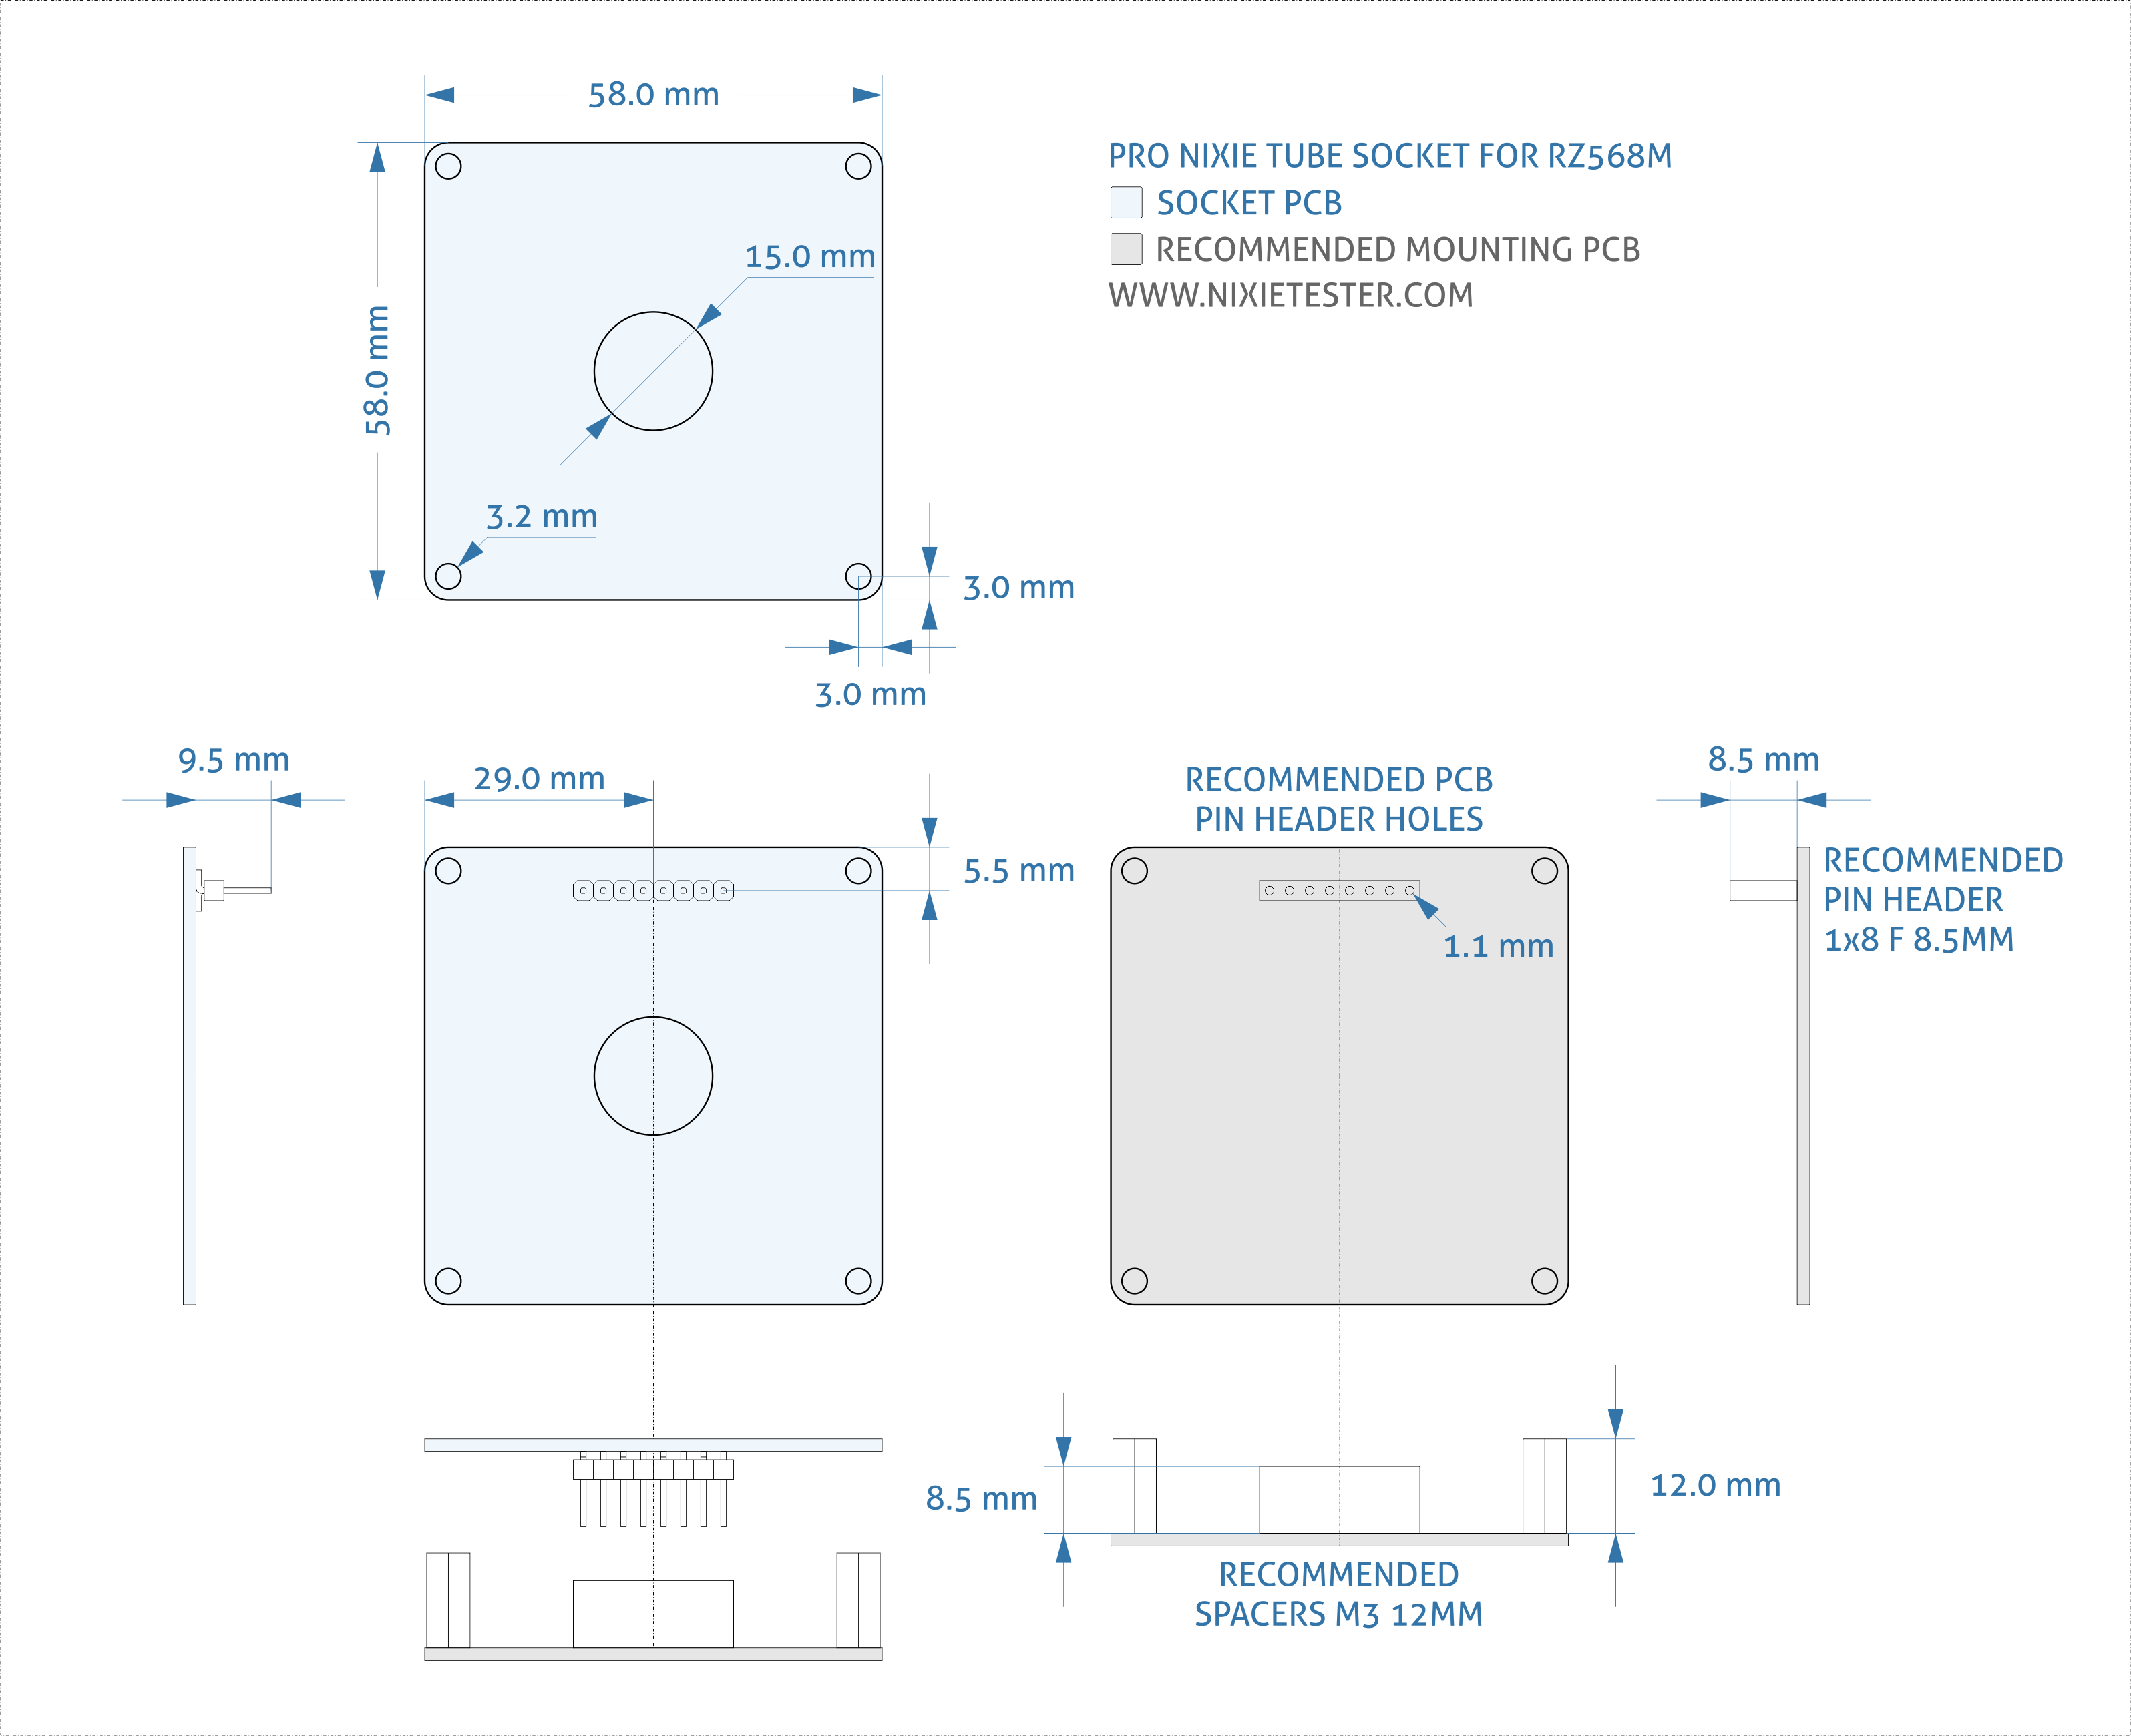 58.0 mm
58.0 mm
15.0 mm
3.2 mm
3.0 mm
3.0 mm
PRO NIXIE TUBE SOCKET FOR RZ568M
SOCKET PCB
RECOMMENDED MOUNTING PCB
WWW.NIXIETESTER.COM
9.5 mm
29.0 mm
5.5 mm
RECOMMENDED PCB
PIN HEADER HOLES
1.1 mm
8.5 mm
RECOMMENDED
PIN HEADER
1x8 F 8.5MM
8.5 mm
12.0 mm
RECOMMENDED
SPACERS M3 12MM